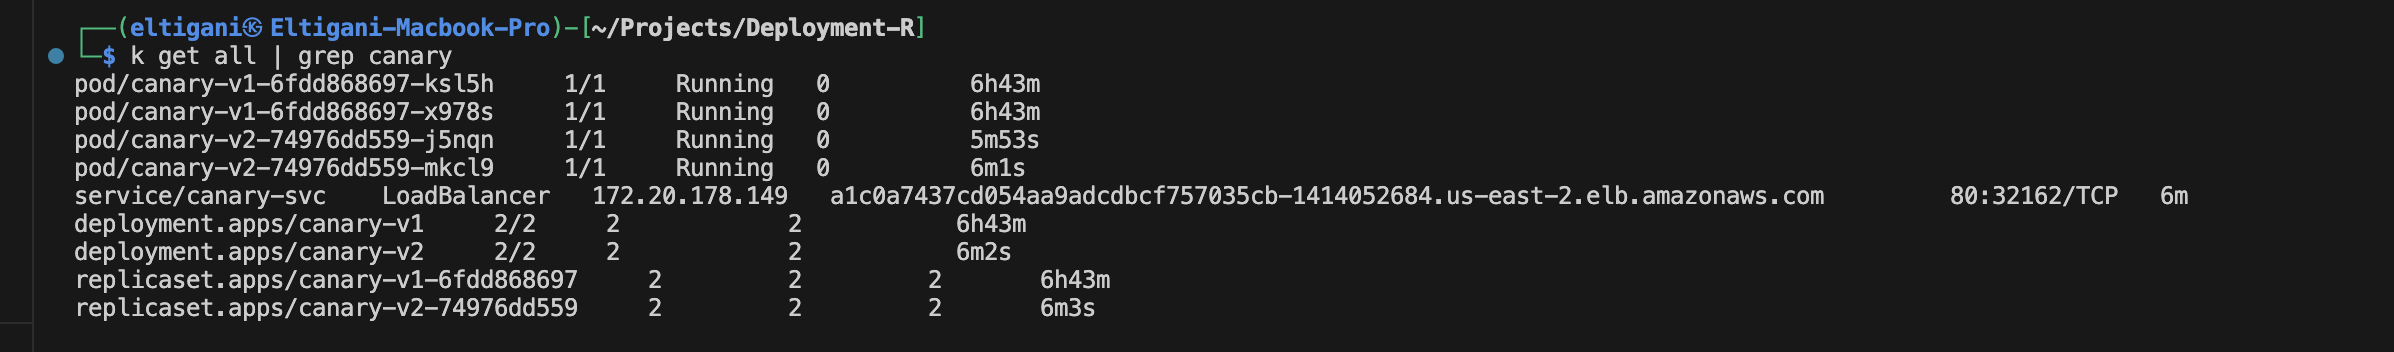 (eltigani㉿Eltigani-Macbook-Pro)-[~/Projects/Deployment-R]
$ k get all | grep canary
pod/canary-v1-6fdd868697-ksl5h     1/1     Running   0          6h43m
pod/canary-v1-6fdd868697-x978s     1/1     Running   0          6h43m
pod/canary-v2-74976dd559-j5nqn     1/1     Running   0          5m53s
pod/canary-v2-74976dd559-mkcl9     1/1     Running   0          6m1s
service/canary-svc    LoadBalancer   172.20.178.149   a1c0a7437cd054aa9adcdbcf757035cb-1414052684.us-east-2.elb.amazonaws.com         80:32162/TCP   6m
deployment.apps/canary-v1     2/2     2            2           6h43m
deployment.apps/canary-v2     2/2     2            2           6m2s
replicaset.apps/canary-v1-6fdd868697     2         2         2       6h43m
replicaset.apps/canary-v2-74976dd559     2         2         2       6m3s